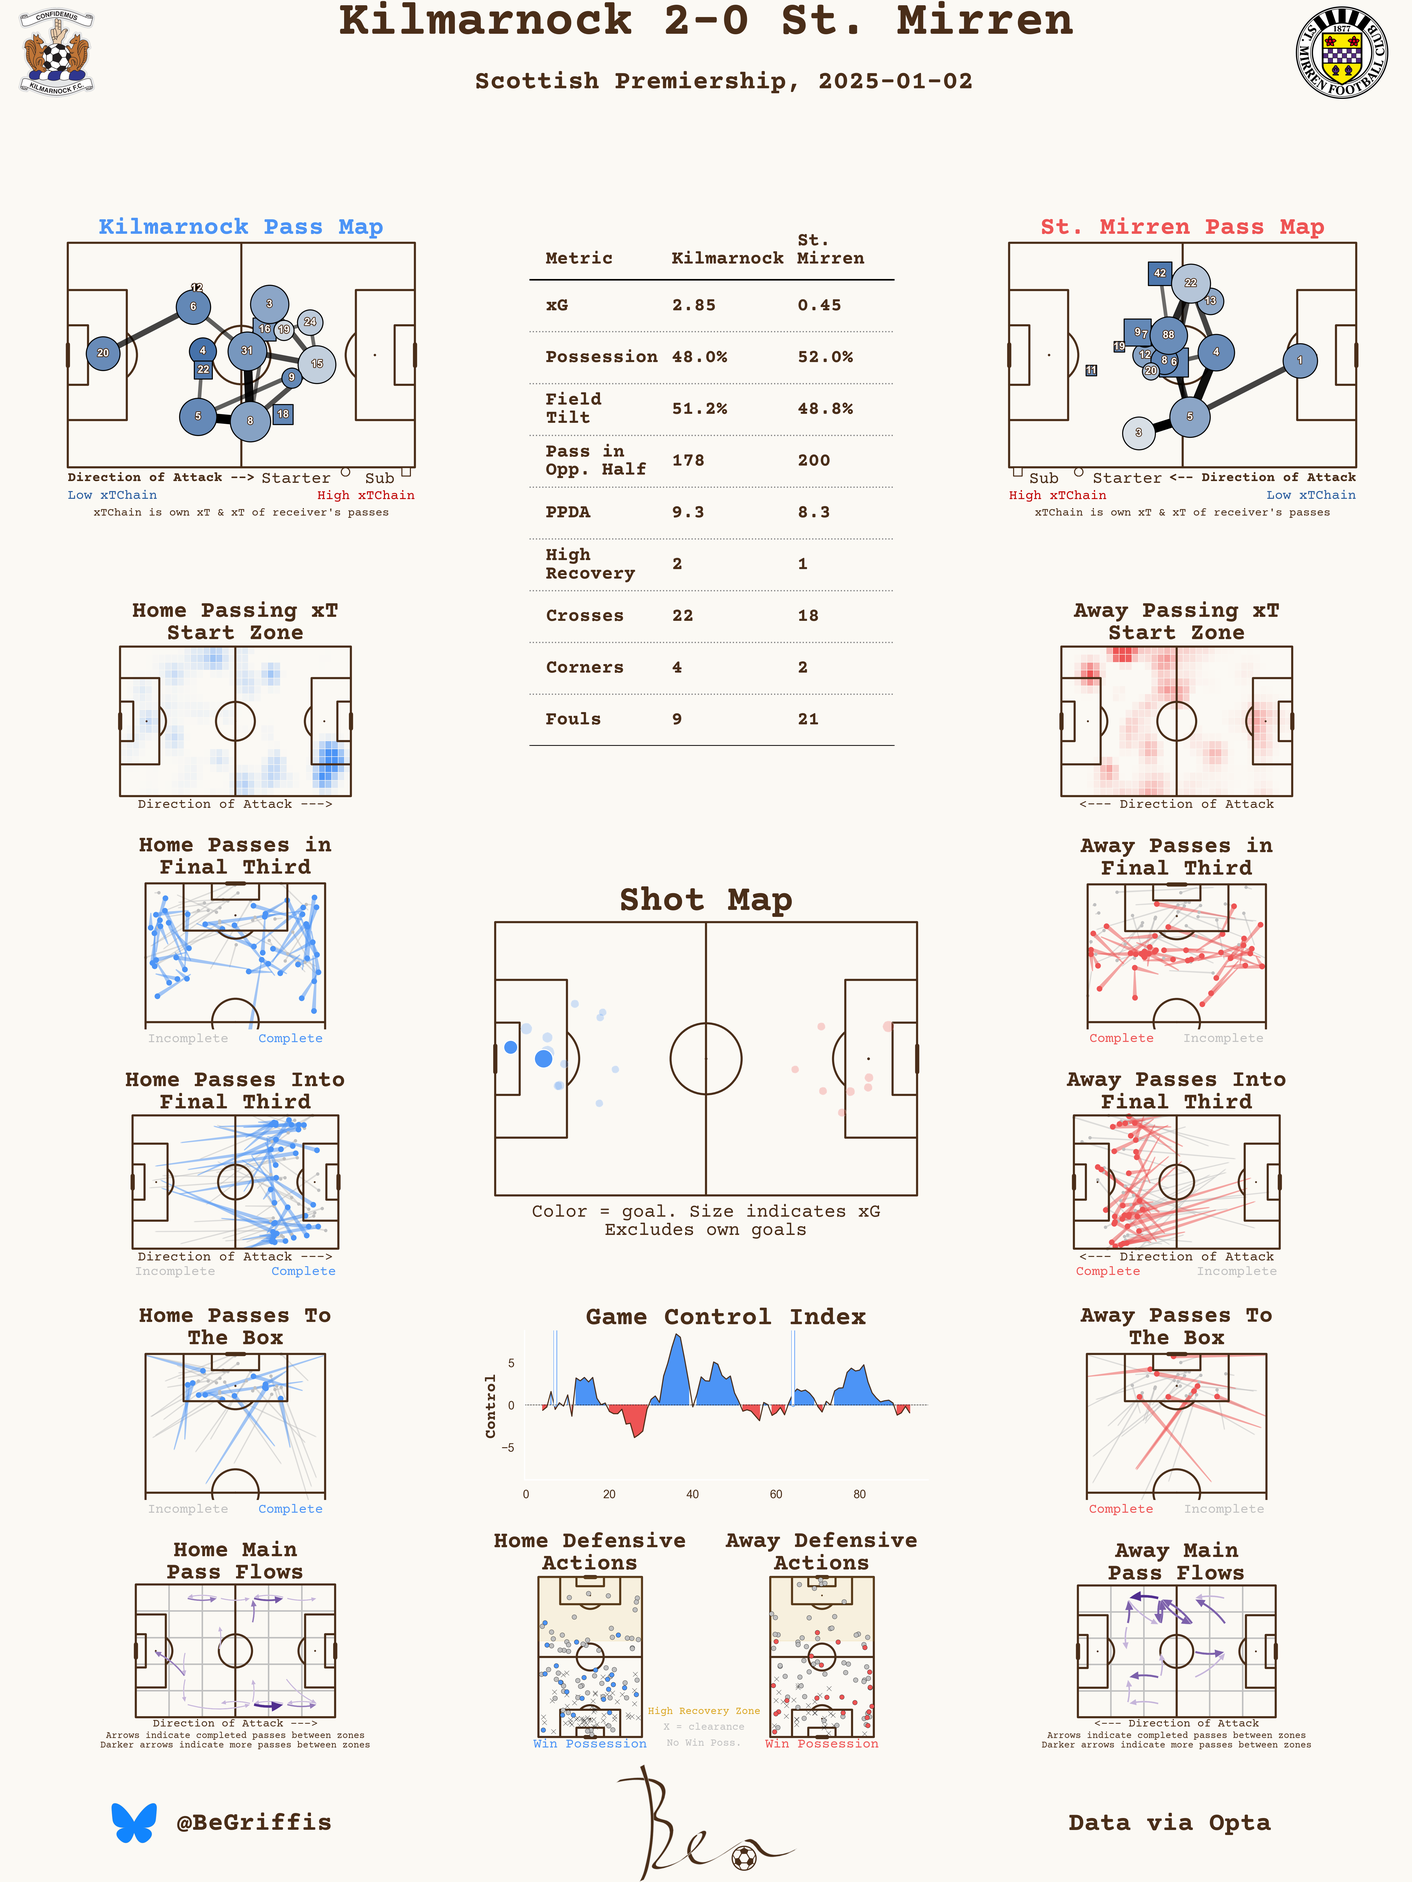 Kilmarnock 2-0 St. Mirren
Scottish Premiership, 2025-01-02
CONFIDEMUS
KILMARNOCK F.C.
1877
ST. MIRREN FOOTBALL CLUB
Kilmarnock Pass Map
12
6
3
16
19
24
20
4
31
15
22
9
5
8
18
Direction of Attack --> Starter Sub
Low xTChain High xTChain
xTChain is own xT & xT of receiver's passes
Metric Kilmarnock St. Mirren
xG 2.85 0.45
Possession 48.0% 52.0%
Field Tilt 51.2% 48.8%
Pass in Opp. Half 178 200
PPDA 9.3 8.3
High Recovery 2 1
Crosses 22 18
Corners 4 2
Fouls 9 21
St. Mirren Pass Map
42
22
13
9
7
88
19
12
8
6
4
1
11
20
5
3
Sub Starter <-- Direction of Attack
High xTChain Low xTChain
xTChain is own xT & xT of receiver's passes
Home Passing xT
Start Zone
Direction of Attack --->
Away Passing xT
Start Zone
<--- Direction of Attack
Home Passes in
Final Third
Incomplete Complete
Away Passes in
Final Third
Complete Incomplete
Shot Map
Color = goal. Size indicates xG
Excludes own goals
Home Passes Into
Final Third
Direction of Attack --->
Incomplete Complete
Away Passes Into
Final Third
<--- Direction of Attack
Complete Incomplete
Home Passes To
The Box
Incomplete Complete
Game Control Index
Control
5
0
−5
0 20 40 60 80
Away Passes To
The Box
Complete Incomplete
Home Main
Pass Flows
Direction of Attack --->
Arrows indicate completed passes between zones
Darker arrows indicate more passes between zones
Home Defensive
Actions
Win Possession
Away Defensive
Actions
Win Possession
High Recovery Zone
X = clearance
No Win Poss.
Away Main
Pass Flows
<--- Direction of Attack
Arrows indicate completed passes between zones
Darker arrows indicate more passes between zones
@BeGriffis
Ben
Data via Opta